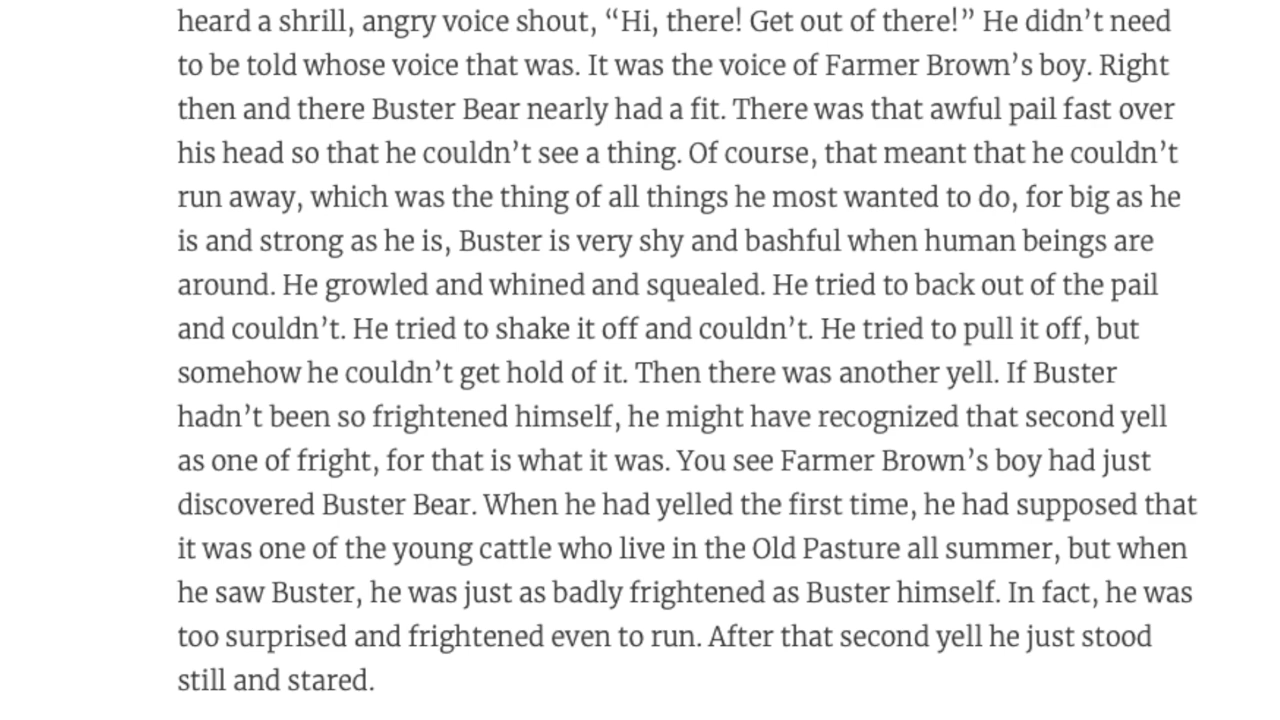 heard a shrill, angry voice shout, “Hi, there! Get out of there!” He didn’t need
to be told whose voice that was. It was the voice of Farmer Brown’s boy. Right
then and there Buster Bear nearly had a fit. There was that awful pail fast over
his head so that he couldn’t see a thing. Of course, that meant that he couldn’t
run away, which was the thing of all things he most wanted to do, for big as he
is and strong as he is, Buster is very shy and bashful when human beings are
around. He growled and whined and squealed. He tried to back out of the pail
and couldn’t. He tried to shake it off and couldn’t. He tried to pull it off, but
somehow he couldn’t get hold of it. Then there was another yell. If Buster
hadn’t been so frightened himself, he might have recognized that second yell
as one of fright, for that is what it was. You see Farmer Brown’s boy had just
discovered Buster Bear. When he had yelled the first time, he had supposed that
it was one of the young cattle who live in the Old Pasture all summer, but when
he saw Buster, he was just as badly frightened as Buster himself. In fact, he was
too surprised and frightened even to run. After that second yell he just stood
still and stared.